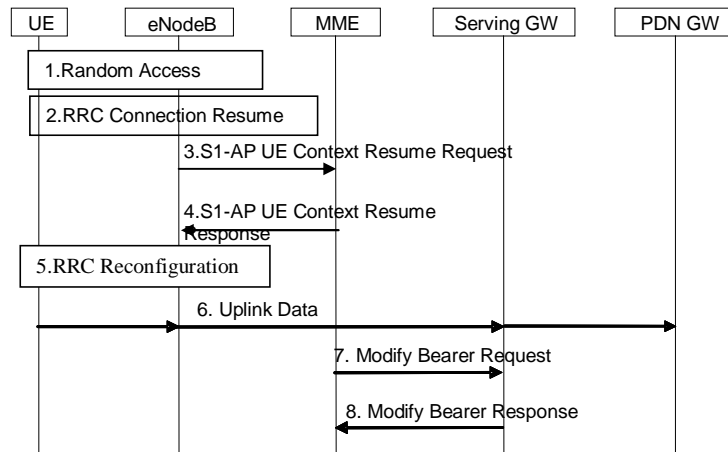 UE eNodeB MME Serving GW PDN GW
1.Random Access
2.RRC Connection Resume
3.S1-AP UE Context Resume Request
4.S1-AP UE Context Resume
Response
5.RRC Reconfiguration
6. Uplink Data
7. Modify Bearer Request
8. Modify Bearer Response